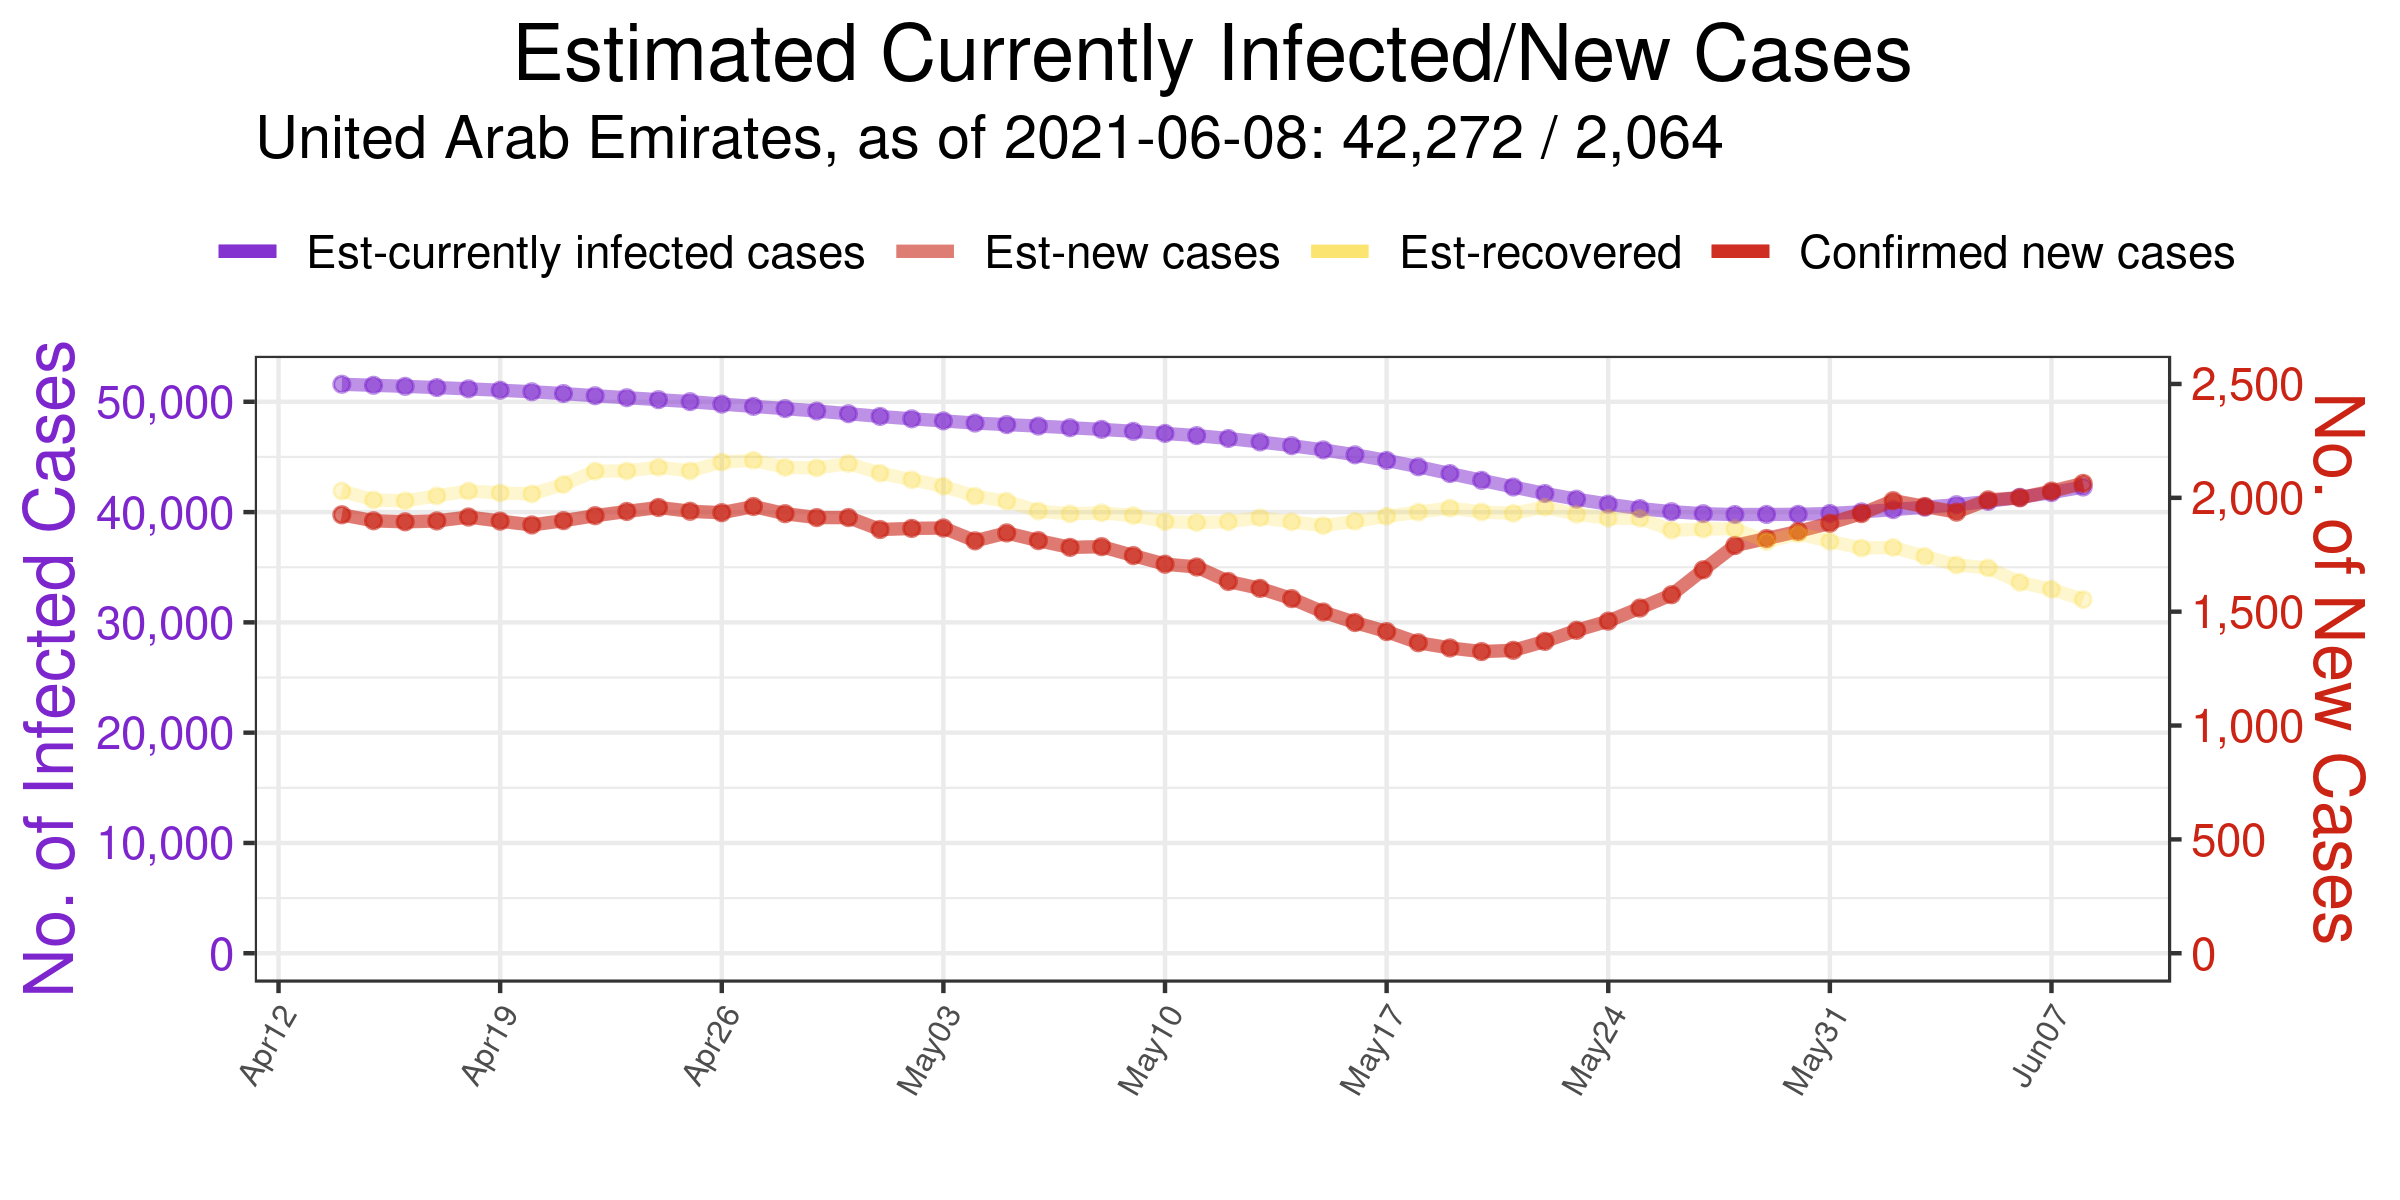 Estimated Currently Infected/New Cases
United Arab Emirates, as of 2021-06-08: 42,272 / 2,064
Est-currently infected cases Est-new cases Est-recovered Confirmed new cases
No. of Infected Cases
50,000
40,000
30,000
20,000
10,000
0
2,500
2,000
1,500
1,000
500
0
No. of New Cases
Apr12 Apr19 Apr26 May03 May10 May17 May24 May31 Jun07